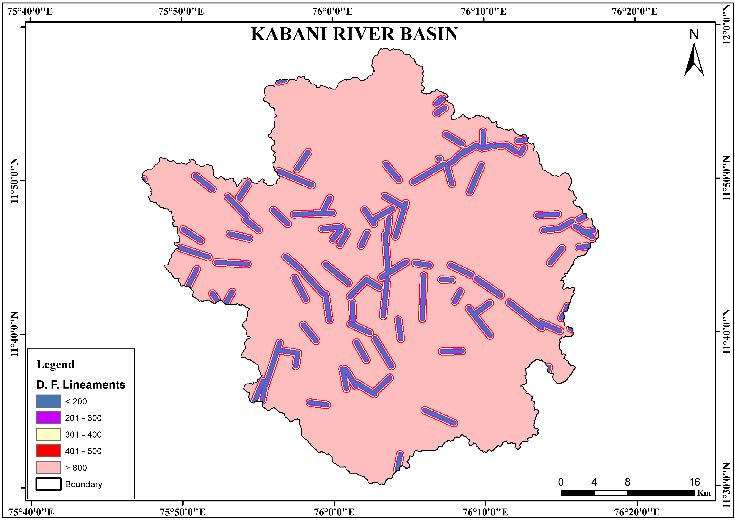 75°40'0"E 75°50'0"E 76°0'0"E 76°10'0"E 76°20'0"E
KABANI RIVER BASIN
N
12°0'0"N
11°50'0"N 11°50'0"N
11°40'0"N 11°40'0"N
11°30'0"N
Legend
D. F. Lineaments
< 200
201 - 300
301 - 400
401 - 500
> 800
Boundary
0 4 8 16
Km
75°40'0"E 75°50'0"E 76°0'0"E 76°10'0"E 76°20'0"E